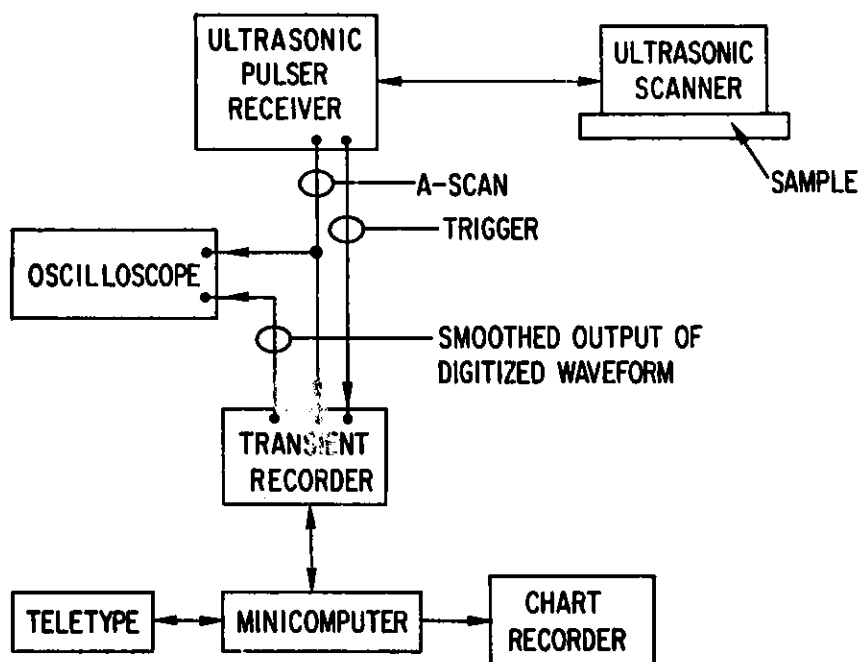 ULTRASONIC
PULSER
RECEIVER
ULTRASONIC
SCANNER
SAMPLE
A-SCAN
TRIGGER
OSCILLOSCOPE
SMOOTHED OUTPUT OF
DIGITIZED WAVEFORM
TRANSIENT
RECORDER
TELETYPE
MINICOMPUTER
CHART
RECORDER